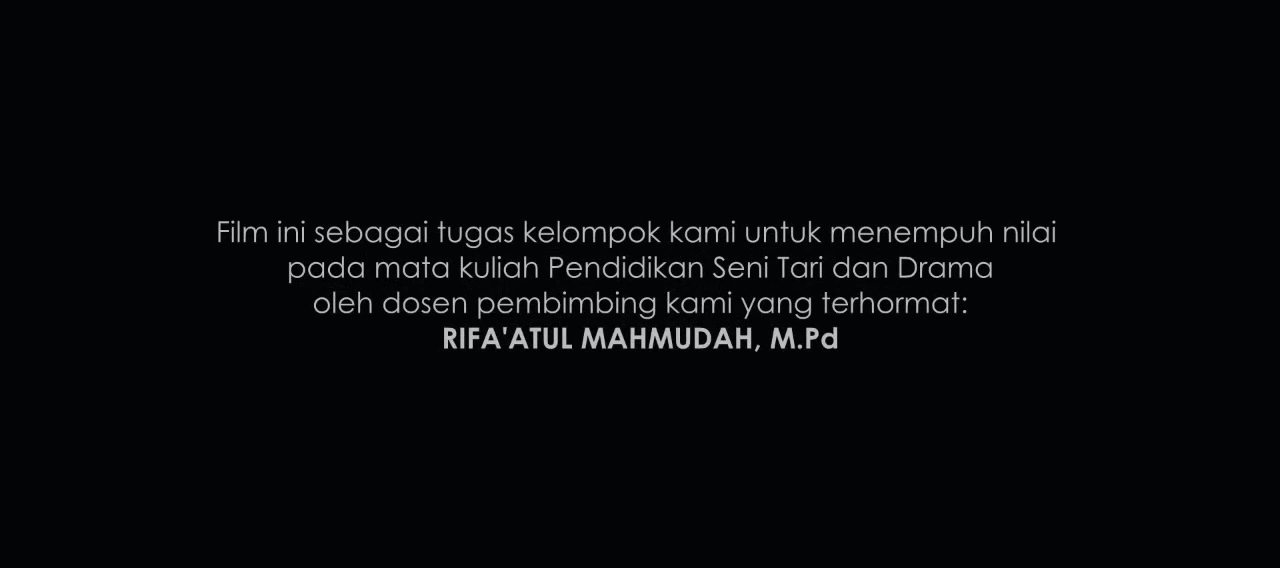 Film ini sebagai tugas kelompok kami untuk menempuh nilai
pada mata kuliah Pendidikan Seni Tari dan Drama
oleh dosen pembimbing kami yang terhormat:
RIFA'ATUL MAHMUDAH, M.Pd